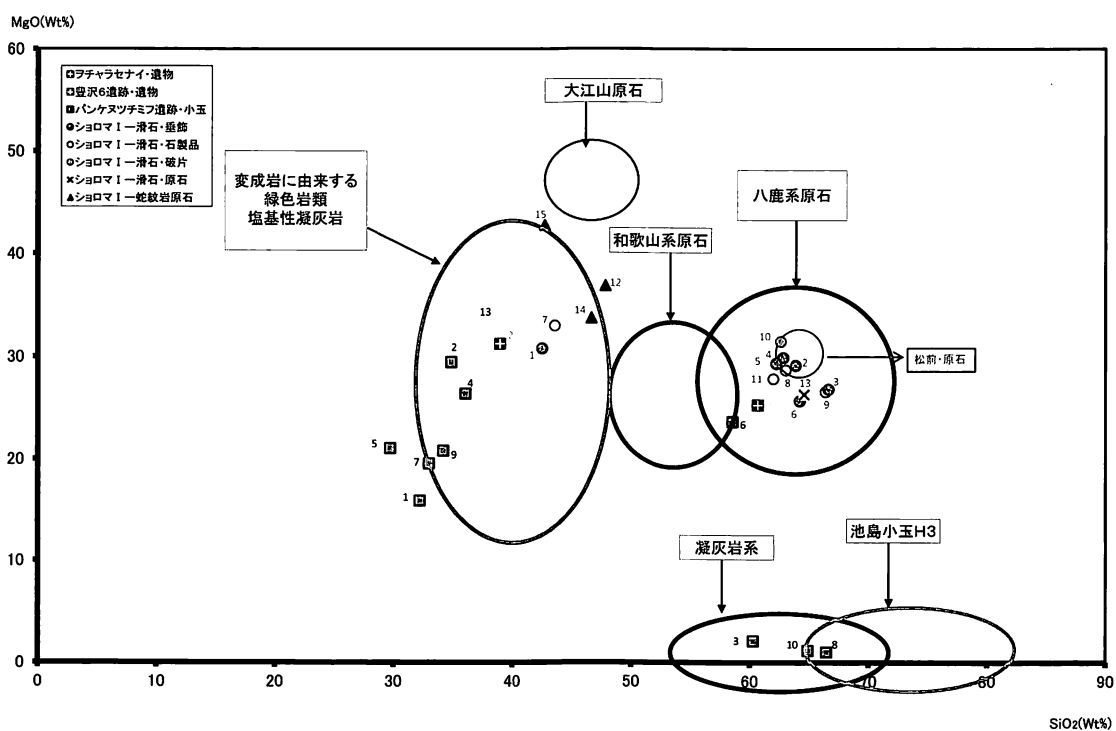 MgO(Wt%)
60
50
40
30
20
10
0
0
10
20
30
40
50
60
70
80
90
SiO₂(Wt%)
ヲチャラセナイ・遺物
豊沢6遺跡・遺物
パンケヌツチミフ遺跡・小玉
ショロマⅠ―滑石・垂飾
ショロマⅠ―滑石・石製品
ショロマⅠ―滑石・破片
ショロマⅠ―滑石・原石
ショロマⅠ―蛇紋岩原石
大江山原石
変成岩に由来する
緑色岩類
塩基性凝灰岩
和歌山系原石
八鹿系原石
松前・原石
凝灰岩系
池島小玉H3
15
12
14
13
7
1
2
4
5
7
9
1
10
4
5
2
11
8
13
3
6
9
6
3
10
8